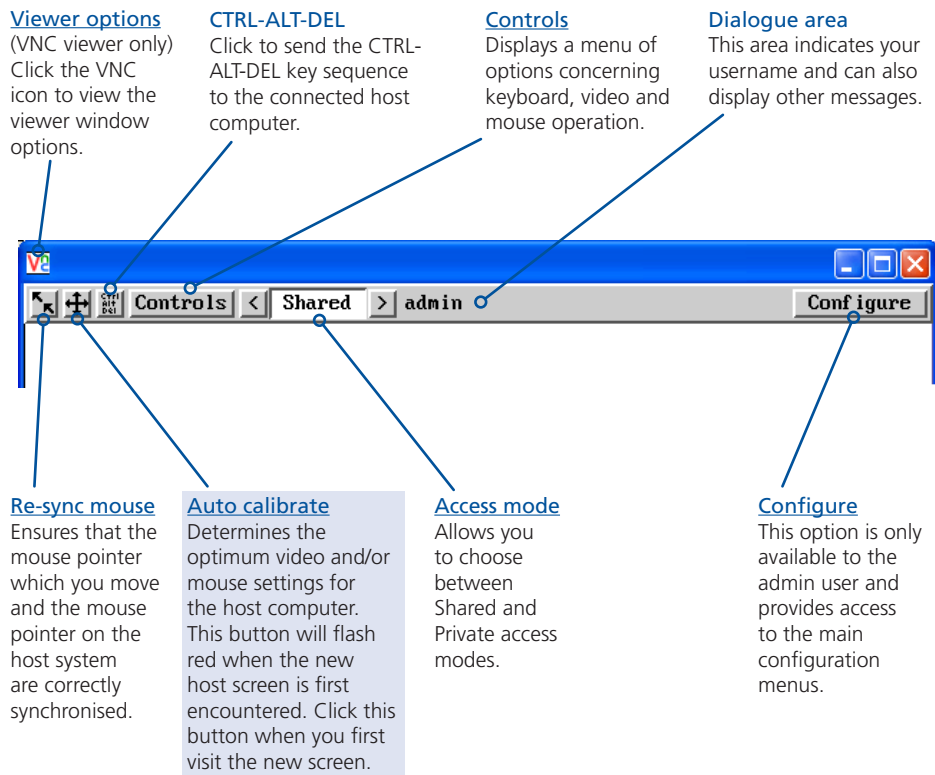 Viewer options
(VNC viewer only)
Click the VNC
icon to view the
viewer window
options.
CTRL-ALT-DEL
Click to send the CTRL-
ALT-DEL key sequence
to the connected host
computer.
Controls
Displays a menu of
options concerning
keyboard, video and
mouse operation.
Dialogue area
This area indicates your
username and can also
display other messages.
V2
Ctrl
Alt
Del
Controls
<
Shared
>
admin
Configure
Re-sync mouse
Ensures that the
mouse pointer
which you move
and the mouse
pointer on the
host system
are correctly
synchronised.
Auto calibrate
Determines the
optimum video and/or
mouse settings for
the host computer.
This button will flash
red when the new
host screen is first
encountered. Click this
button when you first
visit the new screen.
Access mode
Allows you
to choose
between
Shared and
Private access
modes.
Configure
This option is only
available to the
admin user and
provides access
to the main
configuration
menus.